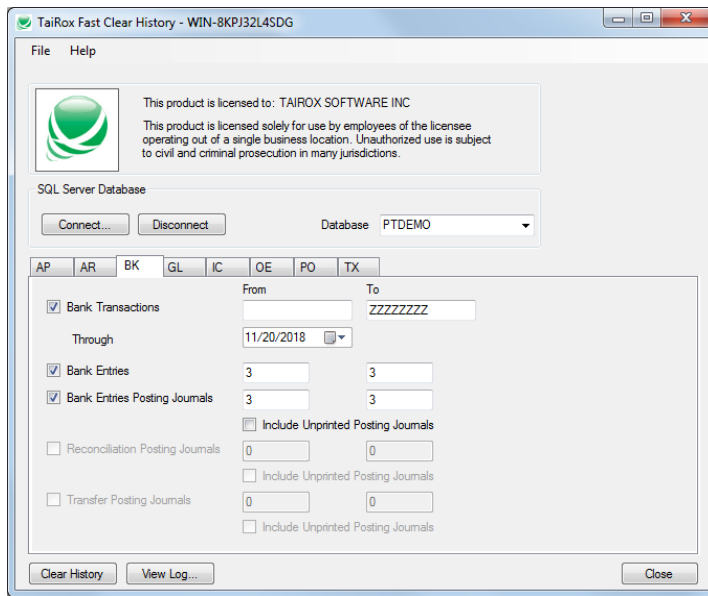 TaiRox Fast Clear History - WIN-8KPJ32L4SDG
File Help
This product is licensed to: TAIROX SOFTWARE INC
This product is licensed solely for use by employees of the licensee
operating out of a single business location. Unauthorized use is subject
to civil and criminal prosecution in many jurisdictions.
SQL Server Database
Connect... Disconnect Database PTDEMO
AP AR BK GL IC OE PO TX
From To
Bank Transactions ZZZZZZZZ
Through 11/20/2018
Bank Entries 3 3
Bank Entries Posting Journals 3 3
Include Unprinted Posting Journals
Reconciliation Posting Journals 0 0
Include Unprinted Posting Journals
Transfer Posting Journals 0 0
Include Unprinted Posting Journals
Clear History View Log... Close